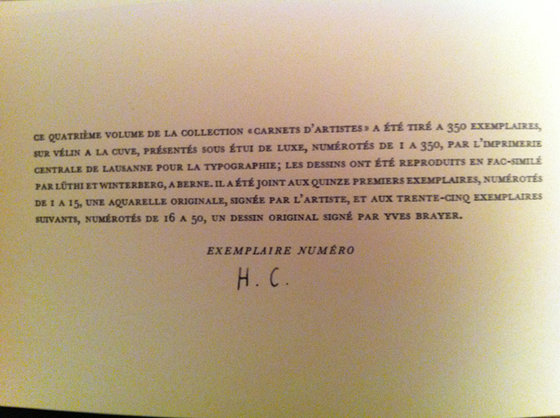 CE QUATRIÈME VOLUME DE LA COLLECTION «CARNETS D'ARTISTES» A ÉTÉ TIRÉ A 350 EXEMPLAIRES,
SUR VÉLIN A LA CUVE, PRÉSENTÉS SOUS ÉTUI DE LUXE, NUMÉROTÉS DE 1 A 350, PAR L'IMPRIMERIE
CENTRALE DE LAUSANNE POUR LA TYPOGRAPHIE; LES DESSINS ONT ÉTÉ REPRODUITS EN FAC-SIMILÉ
PAR LÜTHI ET WINTERBERG, A BERNE. IL A ÉTÉ JOINT AUX QUINZE PREMIERS EXEMPLAIRES, NUMÉROTÉS
DE 1 A 15, UNE AQUARELLE ORIGINALE, SIGNÉE PAR L'ARTISTE, ET AUX TRENTE-CINQ EXEMPLAIRES
SUIVANTS, NUMÉROTÉS DE 16 A 50, UN DESSIN ORIGINAL SIGNÉ PAR YVES BRAYER.
EXEMPLAIRE NUMÉRO
H. C.